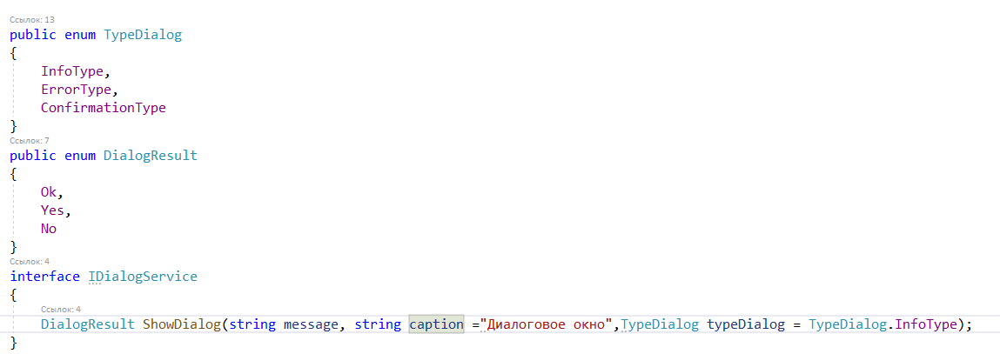 Ссылок: 13
public enum TypeDialog
{
    InfoType,
    ErrorType,
    ConfirmationType
}
Ссылок: 7
public enum DialogResult
{
    Ok,
    Yes,
    No
}
Ссылок: 4
interface IDialogService
{
    Ссылок: 4
    DialogResult ShowDialog(string message, string caption ="Диалоговое окно",TypeDialog typeDialog = TypeDialog.InfoType);
}